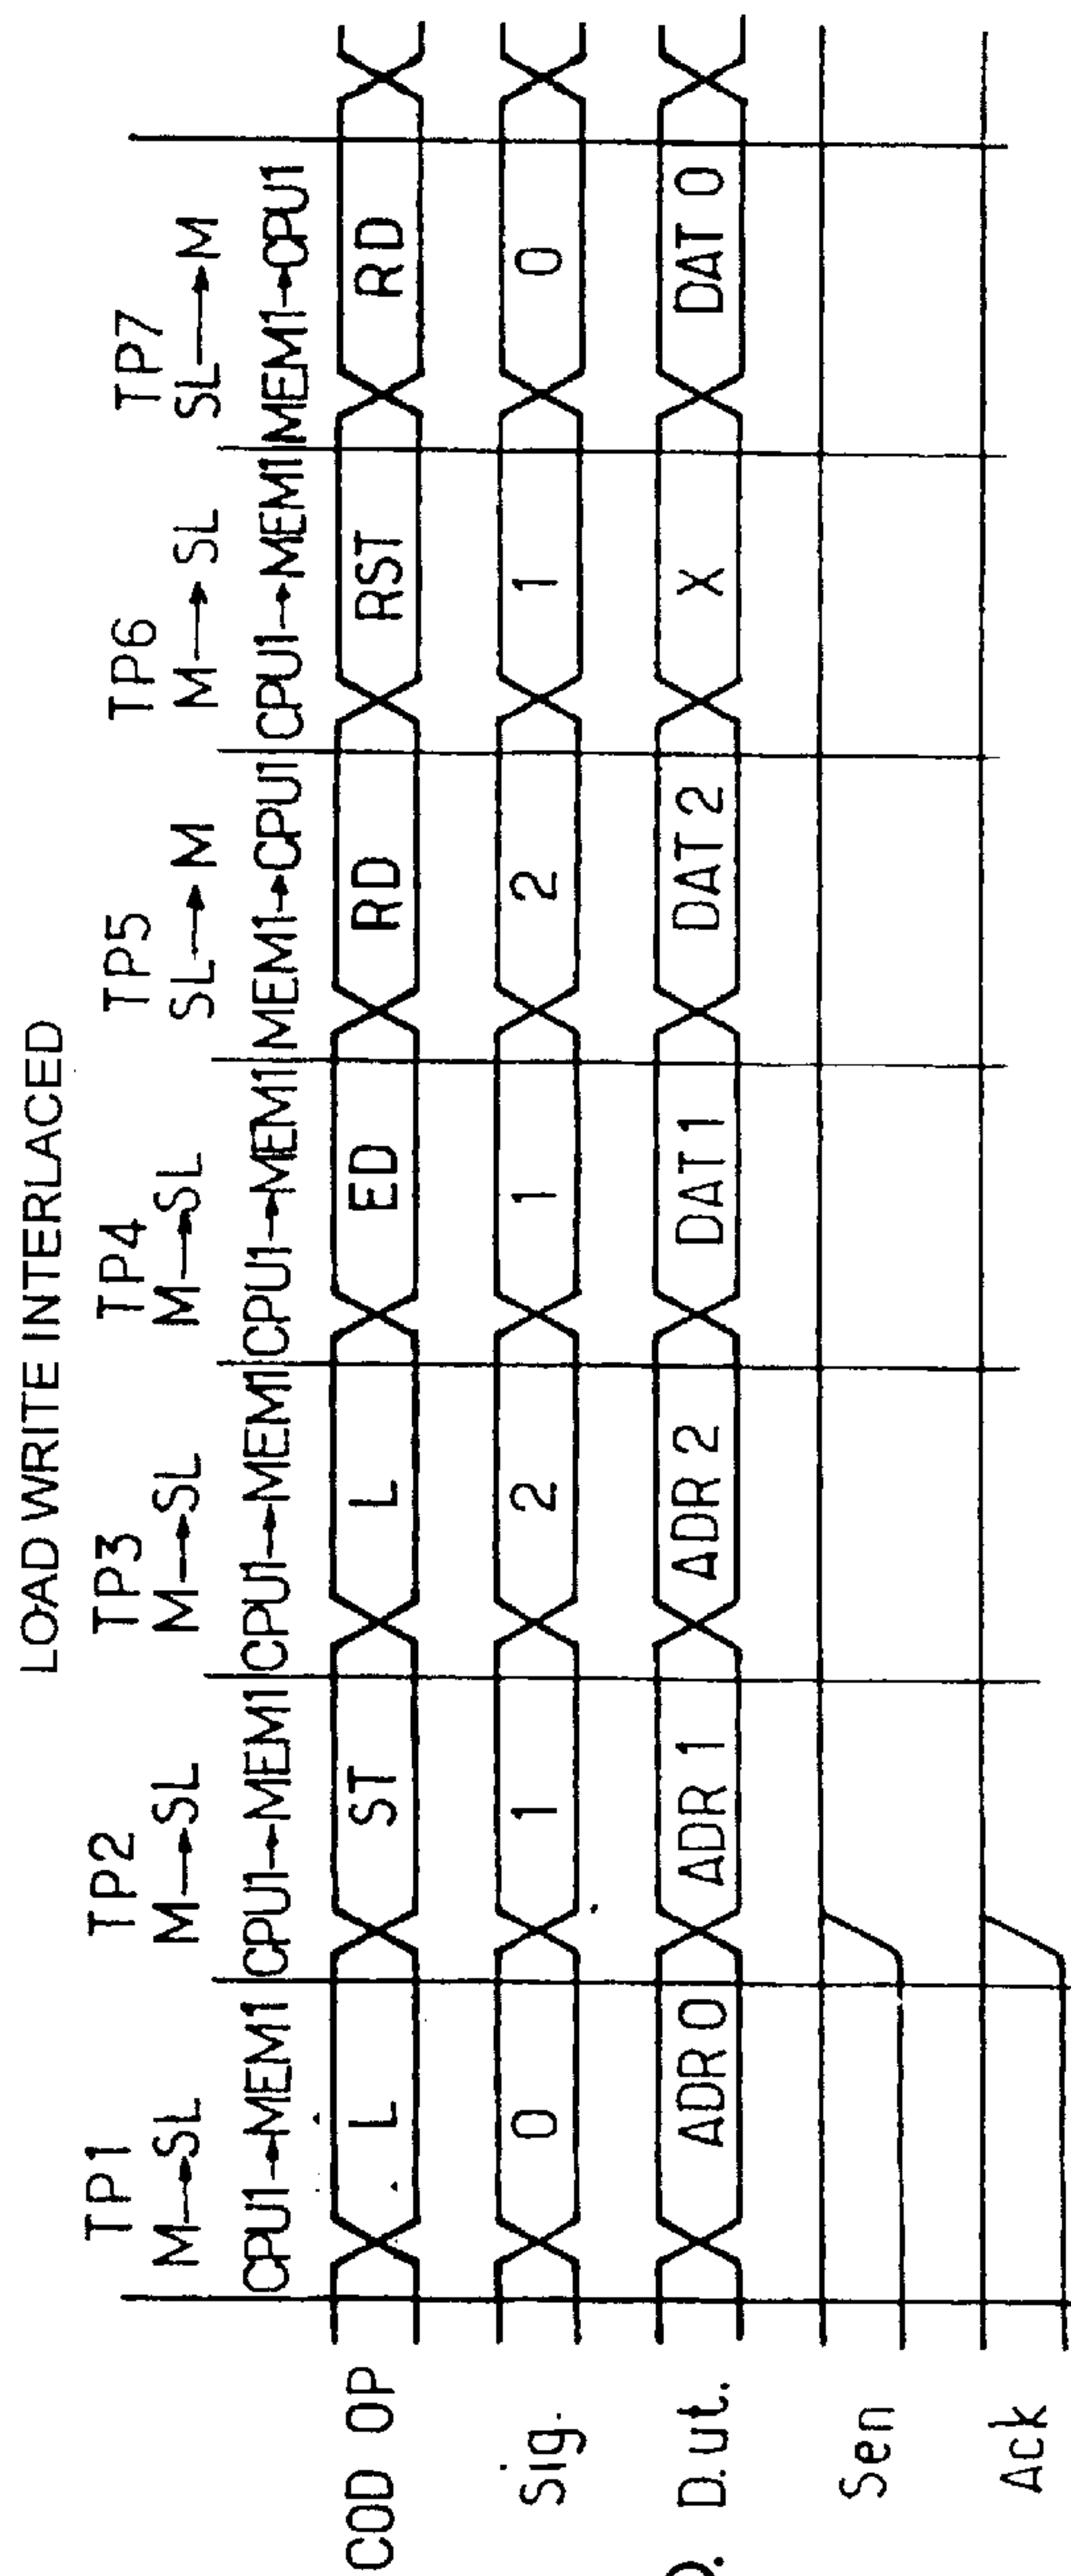 LOAD WRITE INTERLACED
TP1 TP2 TP3 TP4 TP5 TP6 TP7
M→SL M→SL M→SL M→SL SL→M M→SL SL→M
CPU1→MEM1 CPU1→MEM1 CPU1→MEM1 CPU1→MEM1 MEM1→CPU1 CPU1→MEM1 MEM1→CPU1
COD OP L ST L ED RD RST RD
Sig. 0 1 2 1 2 1 0
D.ut. ADR 0 ADR 1 ADR 2 DAT 1 DAT 2 X DAT 0
Sen
Ack